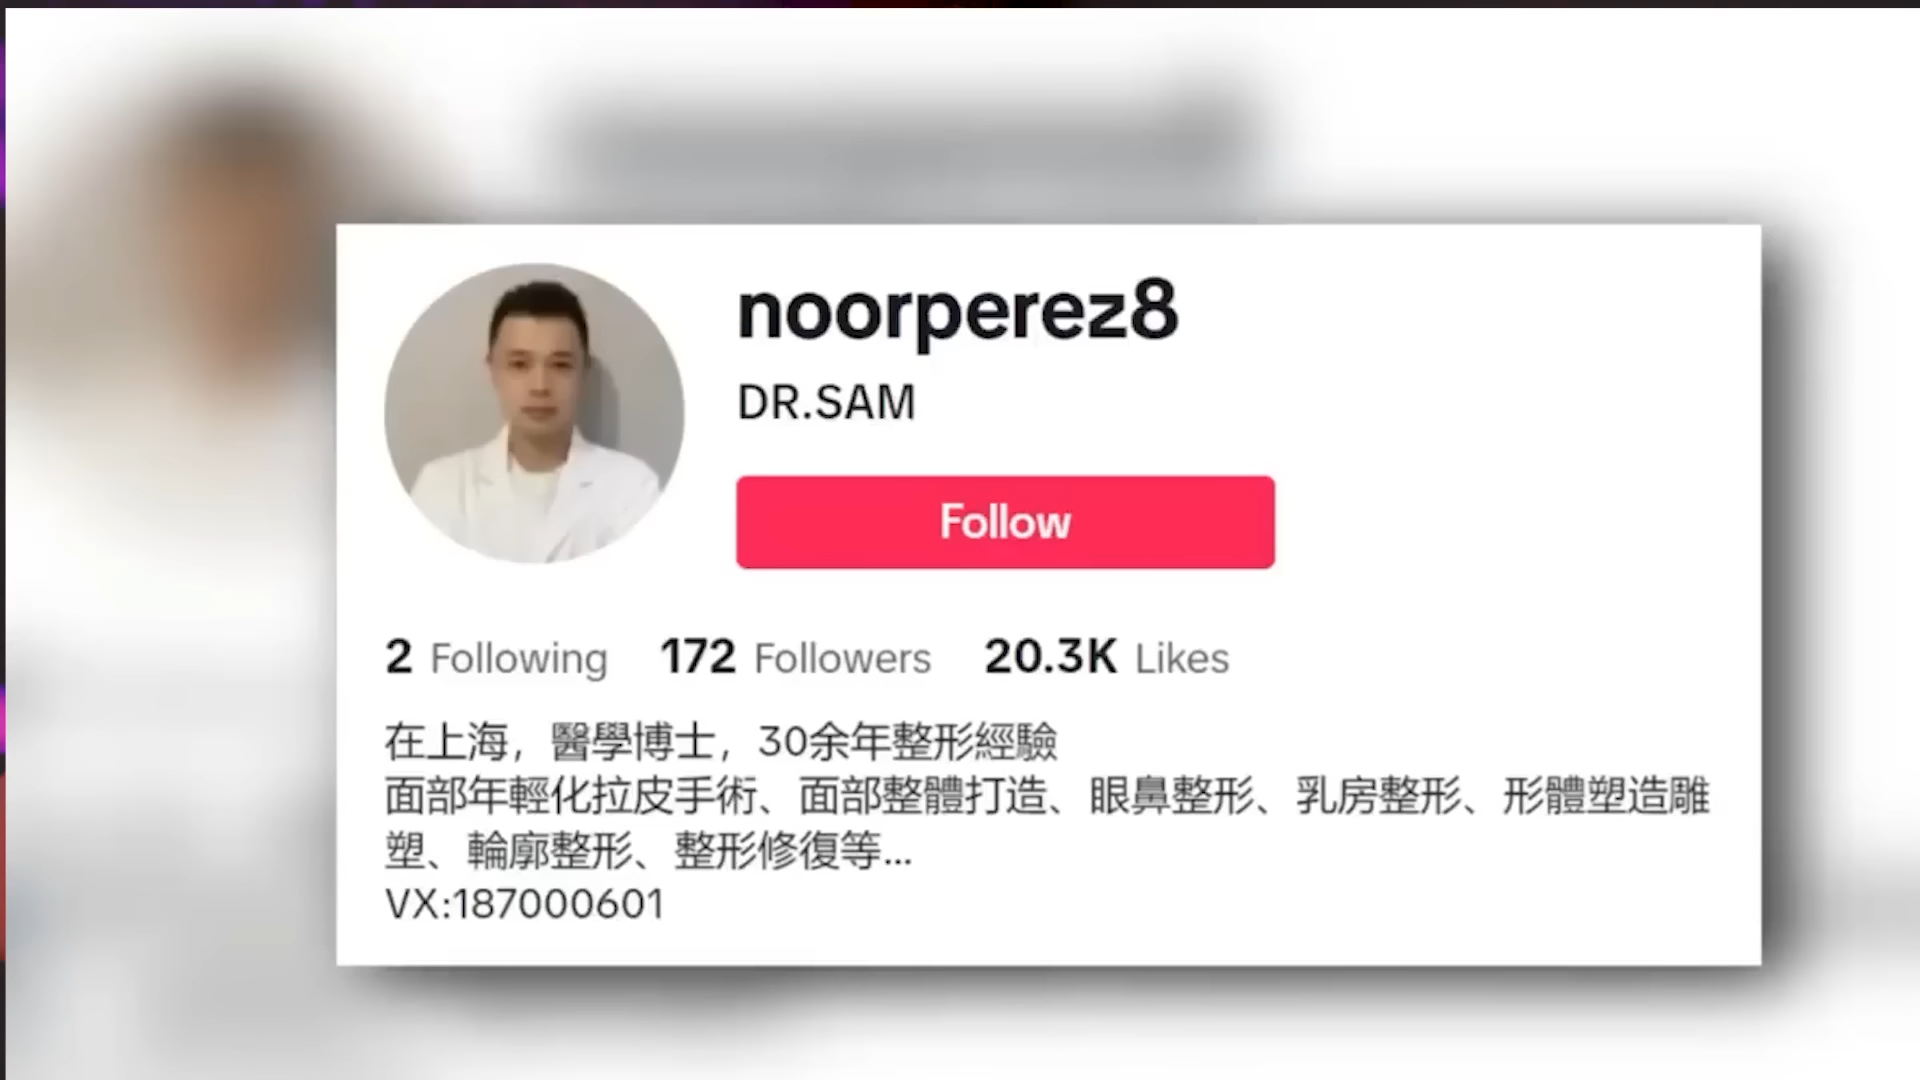 noorperez8
DR.SAM
Follow
2 Following 172 Followers 20.3K Likes
在上海，醫學博士，30余年整形經驗
面部年輕化拉皮手術、面部整體打造、眼鼻整形、乳房整形、形體塑造雕
塑、輪廓整形、整形修復等...
VX:187000601